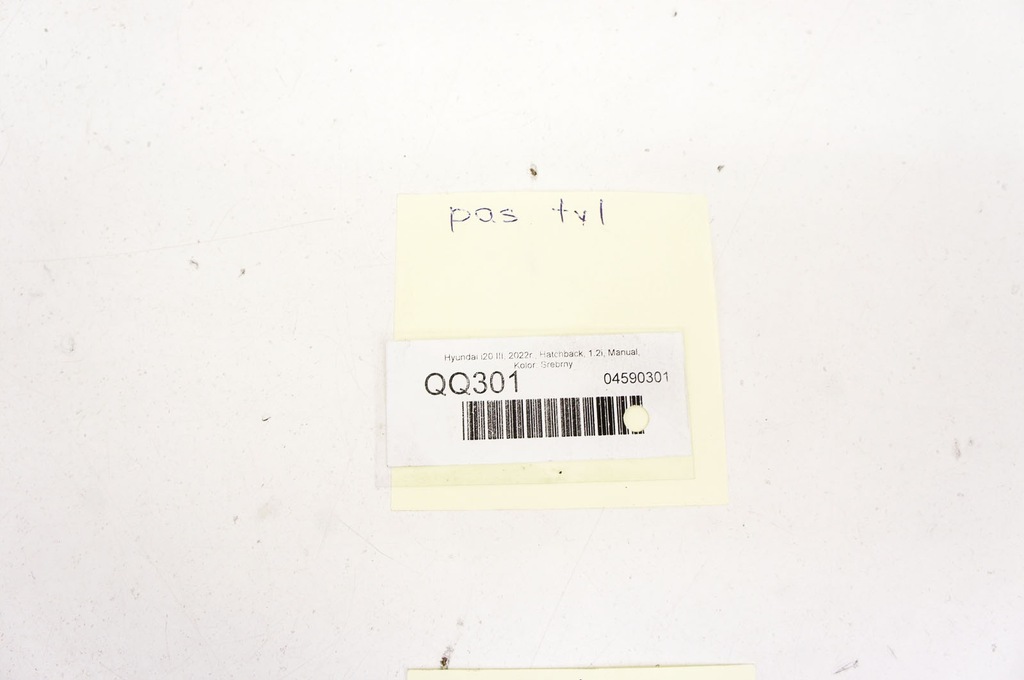 pas tyl
Hyundai i20 III, 2022r., Hatchback, 1.2i, Manual,
Kolor: Srebrny
QQ301
04590301